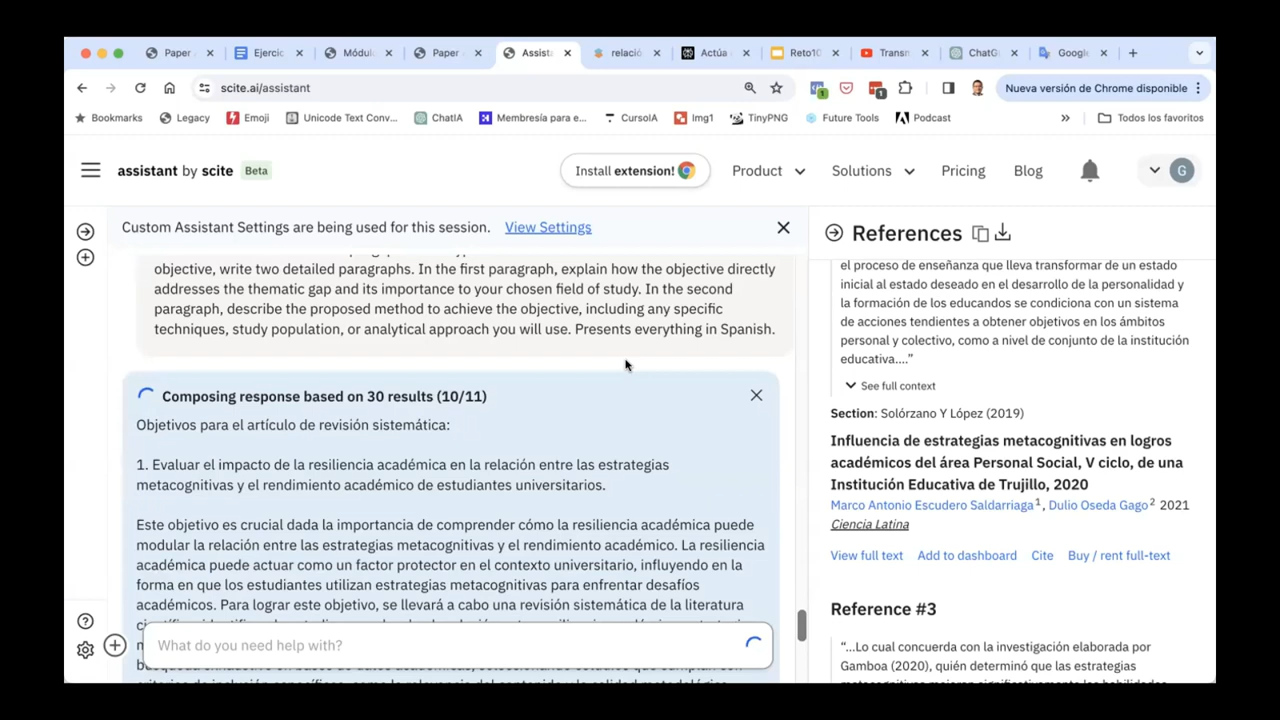 Paper
Ejercic
Módul
Paper
Assista
relació
Actúa
Reto10
Transn
ChatG
Google
scite.ai/assistant
Nueva versión de Chrome disponible
Bookmarks
Legacy
Emoji
Unicode Text Conv...
ChatIA
Membresía para e...
CursoIA
Img1
TinyPNG
Future Tools
Podcast
Todos los favoritos
assistant by scite Beta
Install extension!
Product
Solutions
Pricing
Blog
G
Custom Assistant Settings are being used for this session. View Settings
objective, write two detailed paragraphs. In the first paragraph, explain how the objective directly
addresses the thematic gap and its importance to your chosen field of study. In the second
paragraph, describe the proposed method to achieve the objective, including any specific
techniques, study population, or analytical approach you will use. Presents everything in Spanish.
Composing response based on 30 results (10/11)
Objetivos para el artículo de revisión sistemática:
1. Evaluar el impacto de la resiliencia académica en la relación entre las estrategias
metacognitivas y el rendimiento académico de estudiantes universitarios.
Este objetivo es crucial dada la importancia de comprender cómo la resiliencia académica puede
modular la relación entre las estrategias metacognitivas y el rendimiento académico. La resiliencia
académica puede actuar como un factor protector en el contexto universitario, influyendo en la
forma en que los estudiantes utilizan estrategias metacognitivas para enfrentar desafíos
académicos. Para lograr este objetivo, se llevará a cabo una revisión sistemática de la literatura
What do you need help with?
References
el proceso de enseñanza que lleva transformar de un estado
inicial al estado deseado en el desarrollo de la personalidad y
la formación de los educandos se condiciona con un sistema
de acciones tendientes a obtener objetivos en los ámbitos
personal y colectivo, como a nivel de conjunto de la institución
educativa....”
See full context
Section: Solórzano Y López (2019)
Influencia de estrategias metacognitivas en logros
académicos del área Personal Social, V ciclo, de una
Institución Educativa de Trujillo, 2020
Marco Antonio Escudero Saldarriaga1, Dulio Oseda Gago2 2021
Ciencia Latina
View full text
Add to dashboard
Cite
Buy / rent full-text
Reference #3
“...Lo cual concuerda con la investigación elaborada por
Gamboa (2020), quién determinó que las estrategias